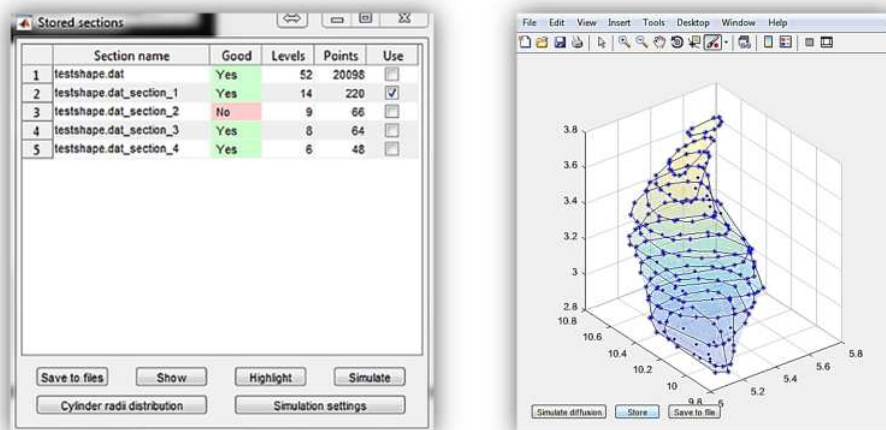 Stored sections
Section name Good Levels Points Use
1 testshape.dat Yes 52 20098
2 testshape.dat_section_1 Yes 14 220
3 testshape.dat_section_2 No 9 66
4 testshape.dat_section_3 Yes 8 64
5 testshape.dat_section_4 Yes 6 48
Save to files Show Highlight Simulate
Cylinder radii distribution Simulation settings
File Edit View Insert Tools Desktop Window Help
3.8
3.6
3.4
3.2
3
2.8
10.8
10.6
10.4
10.2
10
9.8
5
5.2
5.4
5.6
5.8
Simulate diffusion Store Save to file